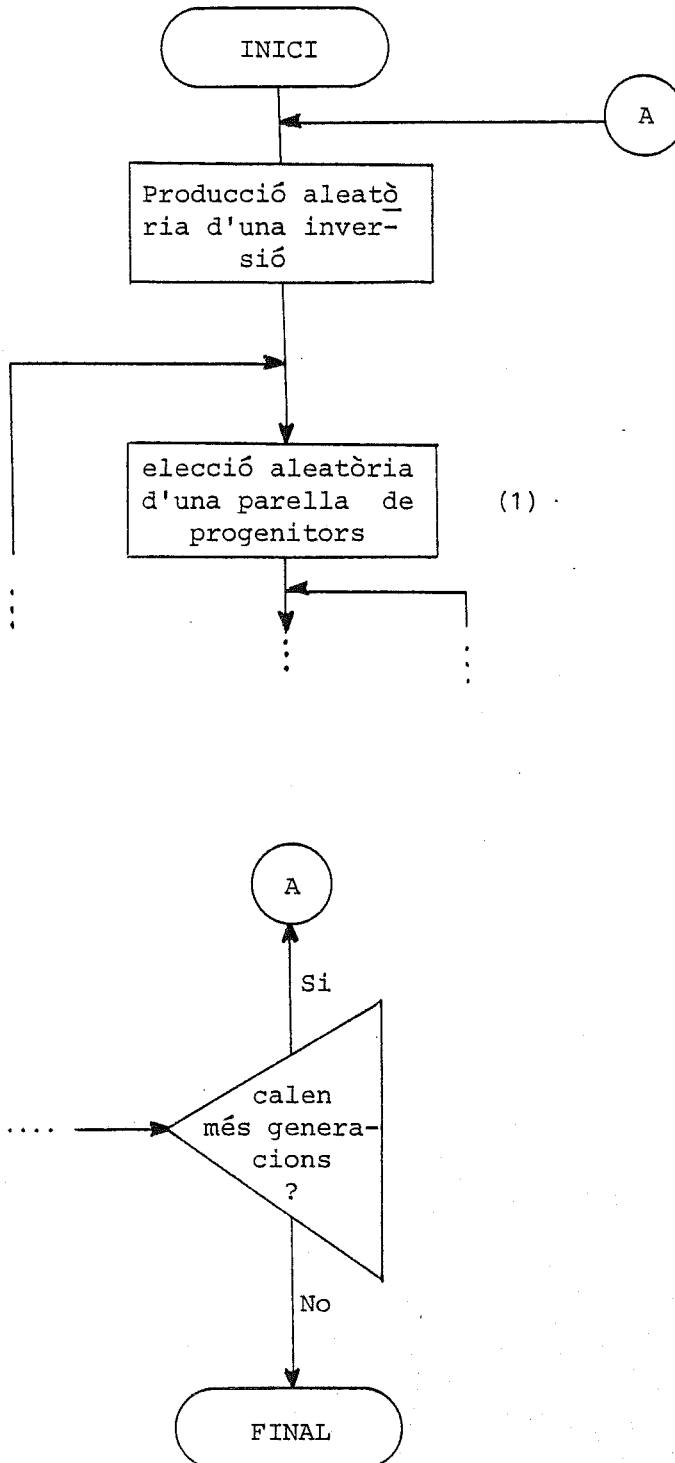 INICI
A
Producció aleatò
ria d'una inver-
sió
elecció aleatòria
d'una parella de
progenitors
(1)
A
Si
calen
més genera-
cions
?
No
FINAL